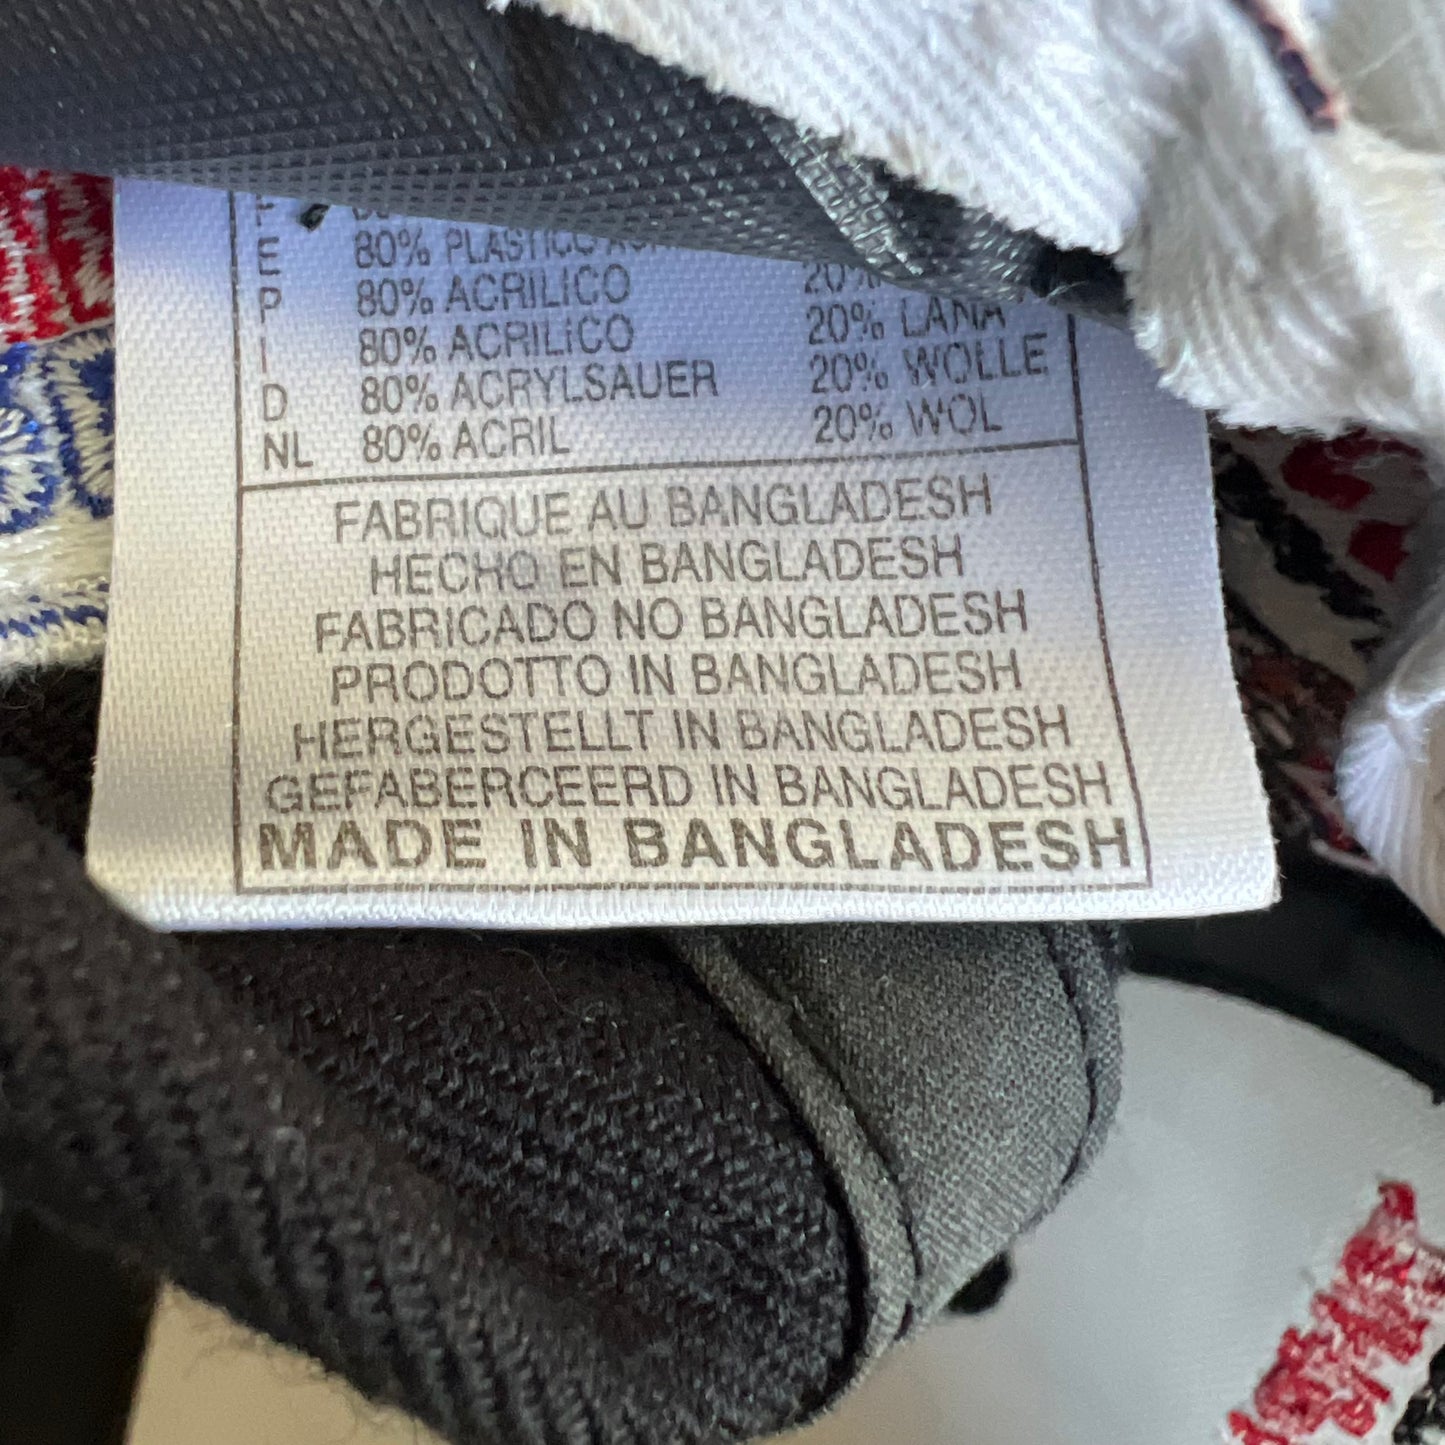 E 80% PLASTICO
P 80% ACRILICO
I 80% ACRILICO 20% LANA
D 80% ACRYLSAUER 20% WOLLE
NL 80% ACRIL 20% WOL
FABRIQUE AU BANGLADESH
HECHO EN BANGLADESH
FABRICADO NO BANGLADESH
PRODOTTO IN BANGLADESH
HERGESTELLT IN BANGLADESH
GEFABERCEERD IN BANGLADESH
MADE IN BANGLADESH